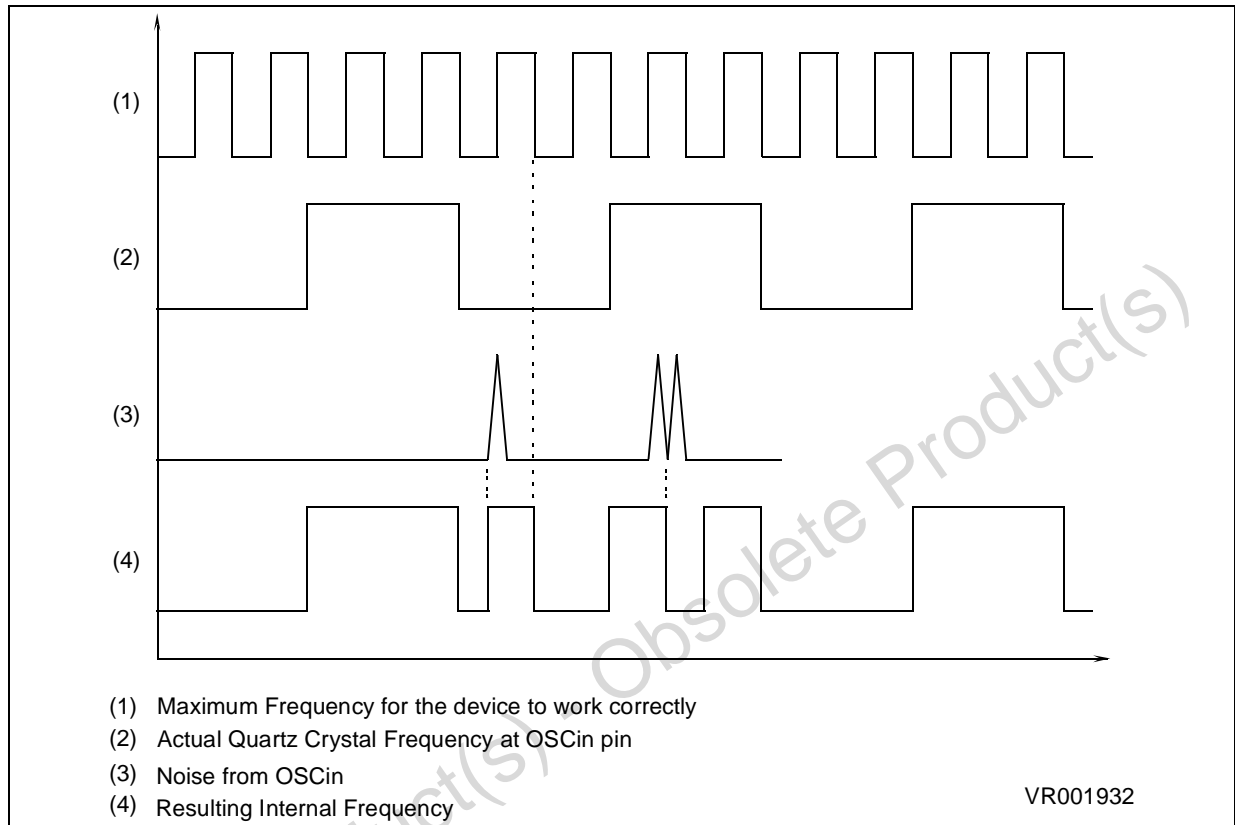 (1)
(2)
(3)
(4)
(1) Maximum Frequency for the device to work correctly
(2) Actual Quartz Crystal Frequency at OSCin pin
(3) Noise from OSCin
(4) Resulting Internal Frequency
VR001932
uct(s) - Obsolete Product(s)